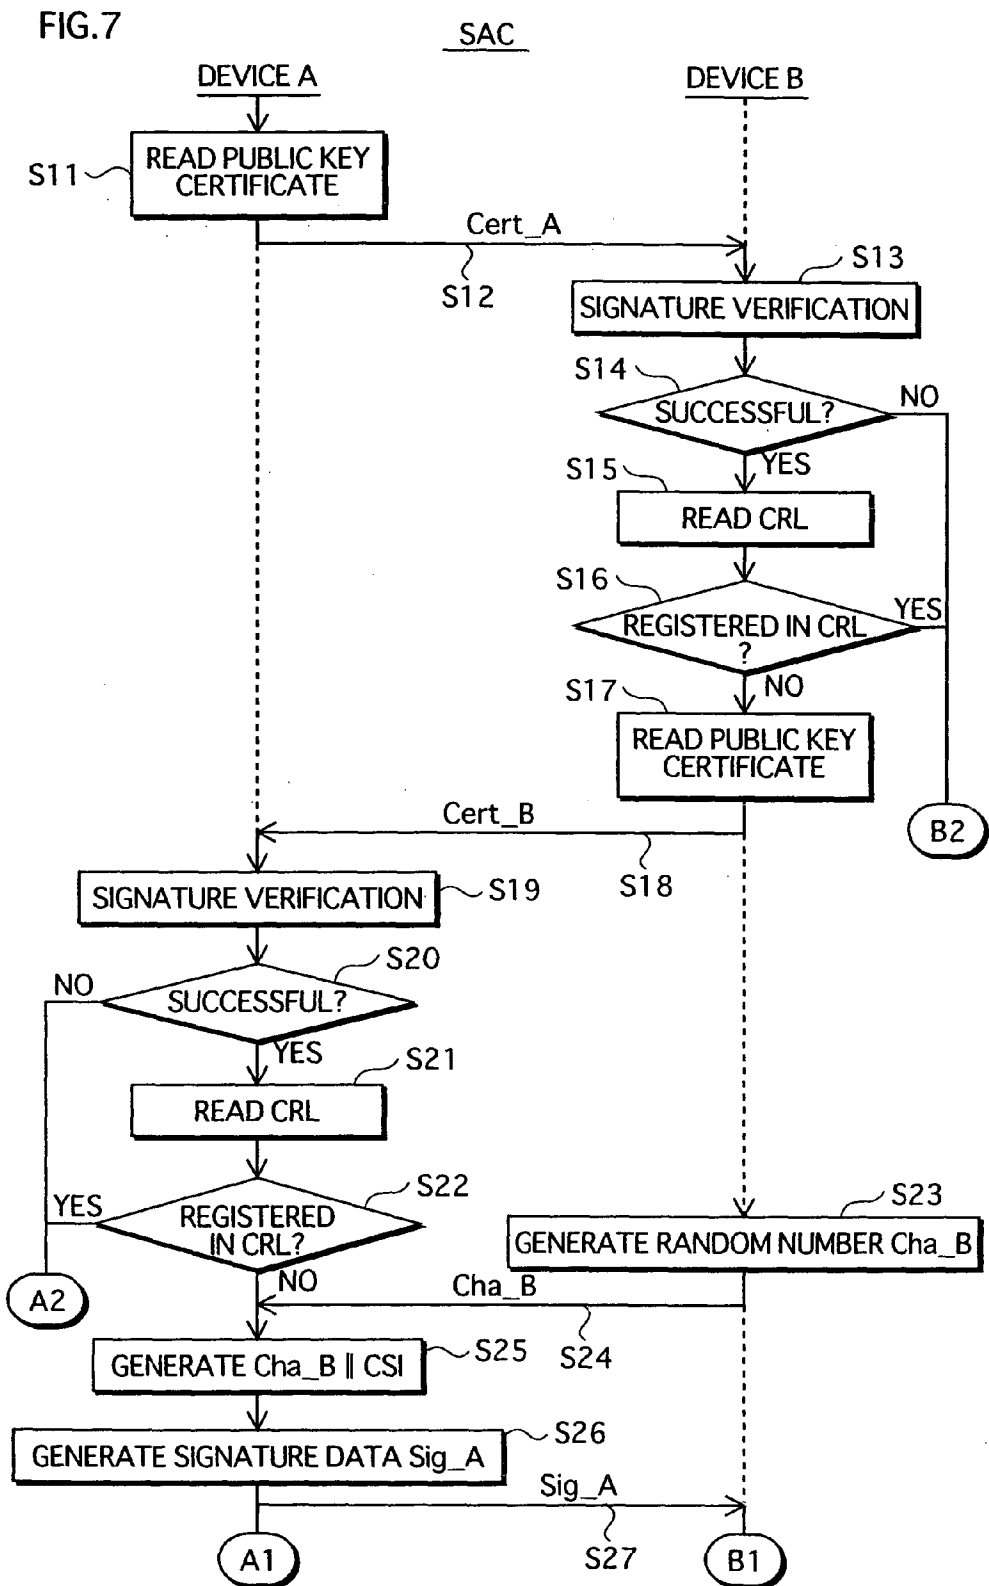 FIG.7
SAC
DEVICE A
DEVICE B
S11
READ PUBLIC KEY
CERTIFICATE
Cert_A
S12
S13
SIGNATURE VERIFICATION
S14
SUCCESSFUL?
NO
YES
S15
READ CRL
S16
REGISTERED IN CRL
?
YES
NO
S17
READ PUBLIC KEY
CERTIFICATE
Cert_B
S18
B2
SIGNATURE VERIFICATION
S19
S20
NO
SUCCESSFUL?
YES
S21
READ CRL
S22
YES
REGISTERED
IN CRL?
NO
A2
S23
GENERATE RANDOM NUMBER Cha_B
Cha_B
S24
S25
GENERATE Cha_B || CSI
S26
GENERATE SIGNATURE DATA Sig_A
Sig_A
S27
A1
B1